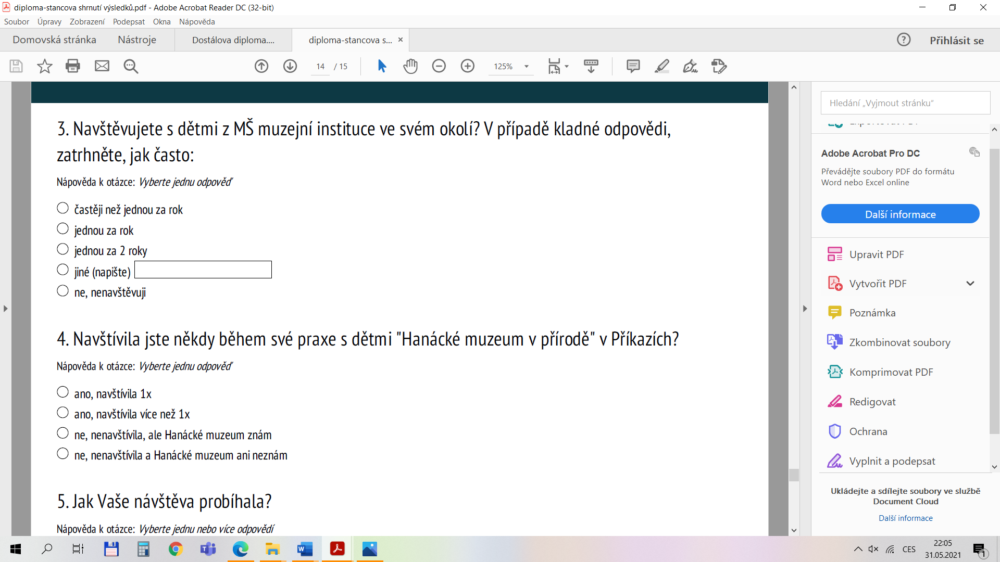 diploma-stancova shrnutí výsledků.pdf - Adobe Acrobat Reader DC (32-bit)
Soubor Úpravy Zobrazení Podepsat Okna Nápověda
Domovská stránka Nástroje Dostálova diploma.... diploma-stancova s... × Přihlásit se
14 / 15 125%
3. Navštěvujete s dětmi z MŠ muzejní instituce ve svém okolí? V případě kladné odpovědi,
zatrhněte, jak často:
Nápověda k otázce: Vyberte jednu odpověď
častěji než jednou za rok
jednou za rok
jednou za 2 roky
jiné (napište)
ne, nenavštěvuji
4. Navštívila jste někdy během své praxe s dětmi "Hanácké muzeum v přírodě" v Příkazích?
Nápověda k otázce: Vyberte jednu odpověď
ano, navštívila 1x
ano, navštívila více než 1x
ne, nenavštívila, ale Hanácké muzeum znám
ne, nenavštívila a Hanácké muzeum ani neznám
5. Jak Vaše návštěva probíhala?
Nápověda k otázce: Vyberte jednu nebo více odpovědí
Hledání „Vyjmout stránku“
Adobe Acrobat Pro DC
Převádějte soubory PDF do formátu
Word nebo Excel online
Další informace
Upravit PDF
Vytvořit PDF
Poznámka
Zkombinovat soubory
Komprimovat PDF
Redigovat
Ochrana
Vyplnit a podepsat
Ukládejte a sdílejte soubory ve službě
Document Cloud
Další informace
CES
22:05
31.05.2021
1